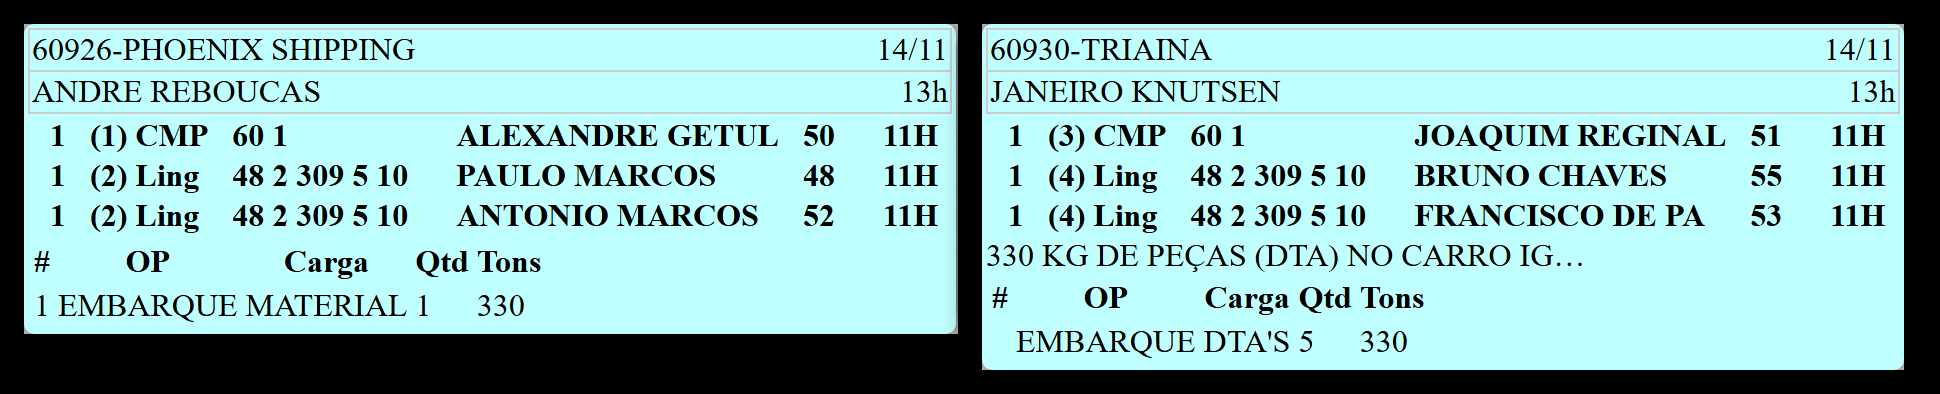 60926-PHOENIX SHIPPING 14/11
ANDRE REBOUCAS 13h
1 (1) CMP 60 1 ALEXANDRE GETUL 50 11H
1 (2) Ling 48 2 309 5 10 PAULO MARCOS 48 11H
1 (2) Ling 48 2 309 5 10 ANTONIO MARCOS 52 11H
# OP Carga Qtd Tons
1 EMBARQUE MATERIAL 1 330
60930-TRIAINA 14/11
JANEIRO KNUTSEN 13h
1 (3) CMP 60 1 JOAQUIM REGINAL 51 11H
1 (4) Ling 48 2 309 5 10 BRUNO CHAVES 55 11H
1 (4) Ling 48 2 309 5 10 FRANCISCO DE PA 53 11H
330 KG DE PEÇAS (DTA) NO CARRO IG…
# OP Carga Qtd Tons
EMBARQUE DTA'S 5 330